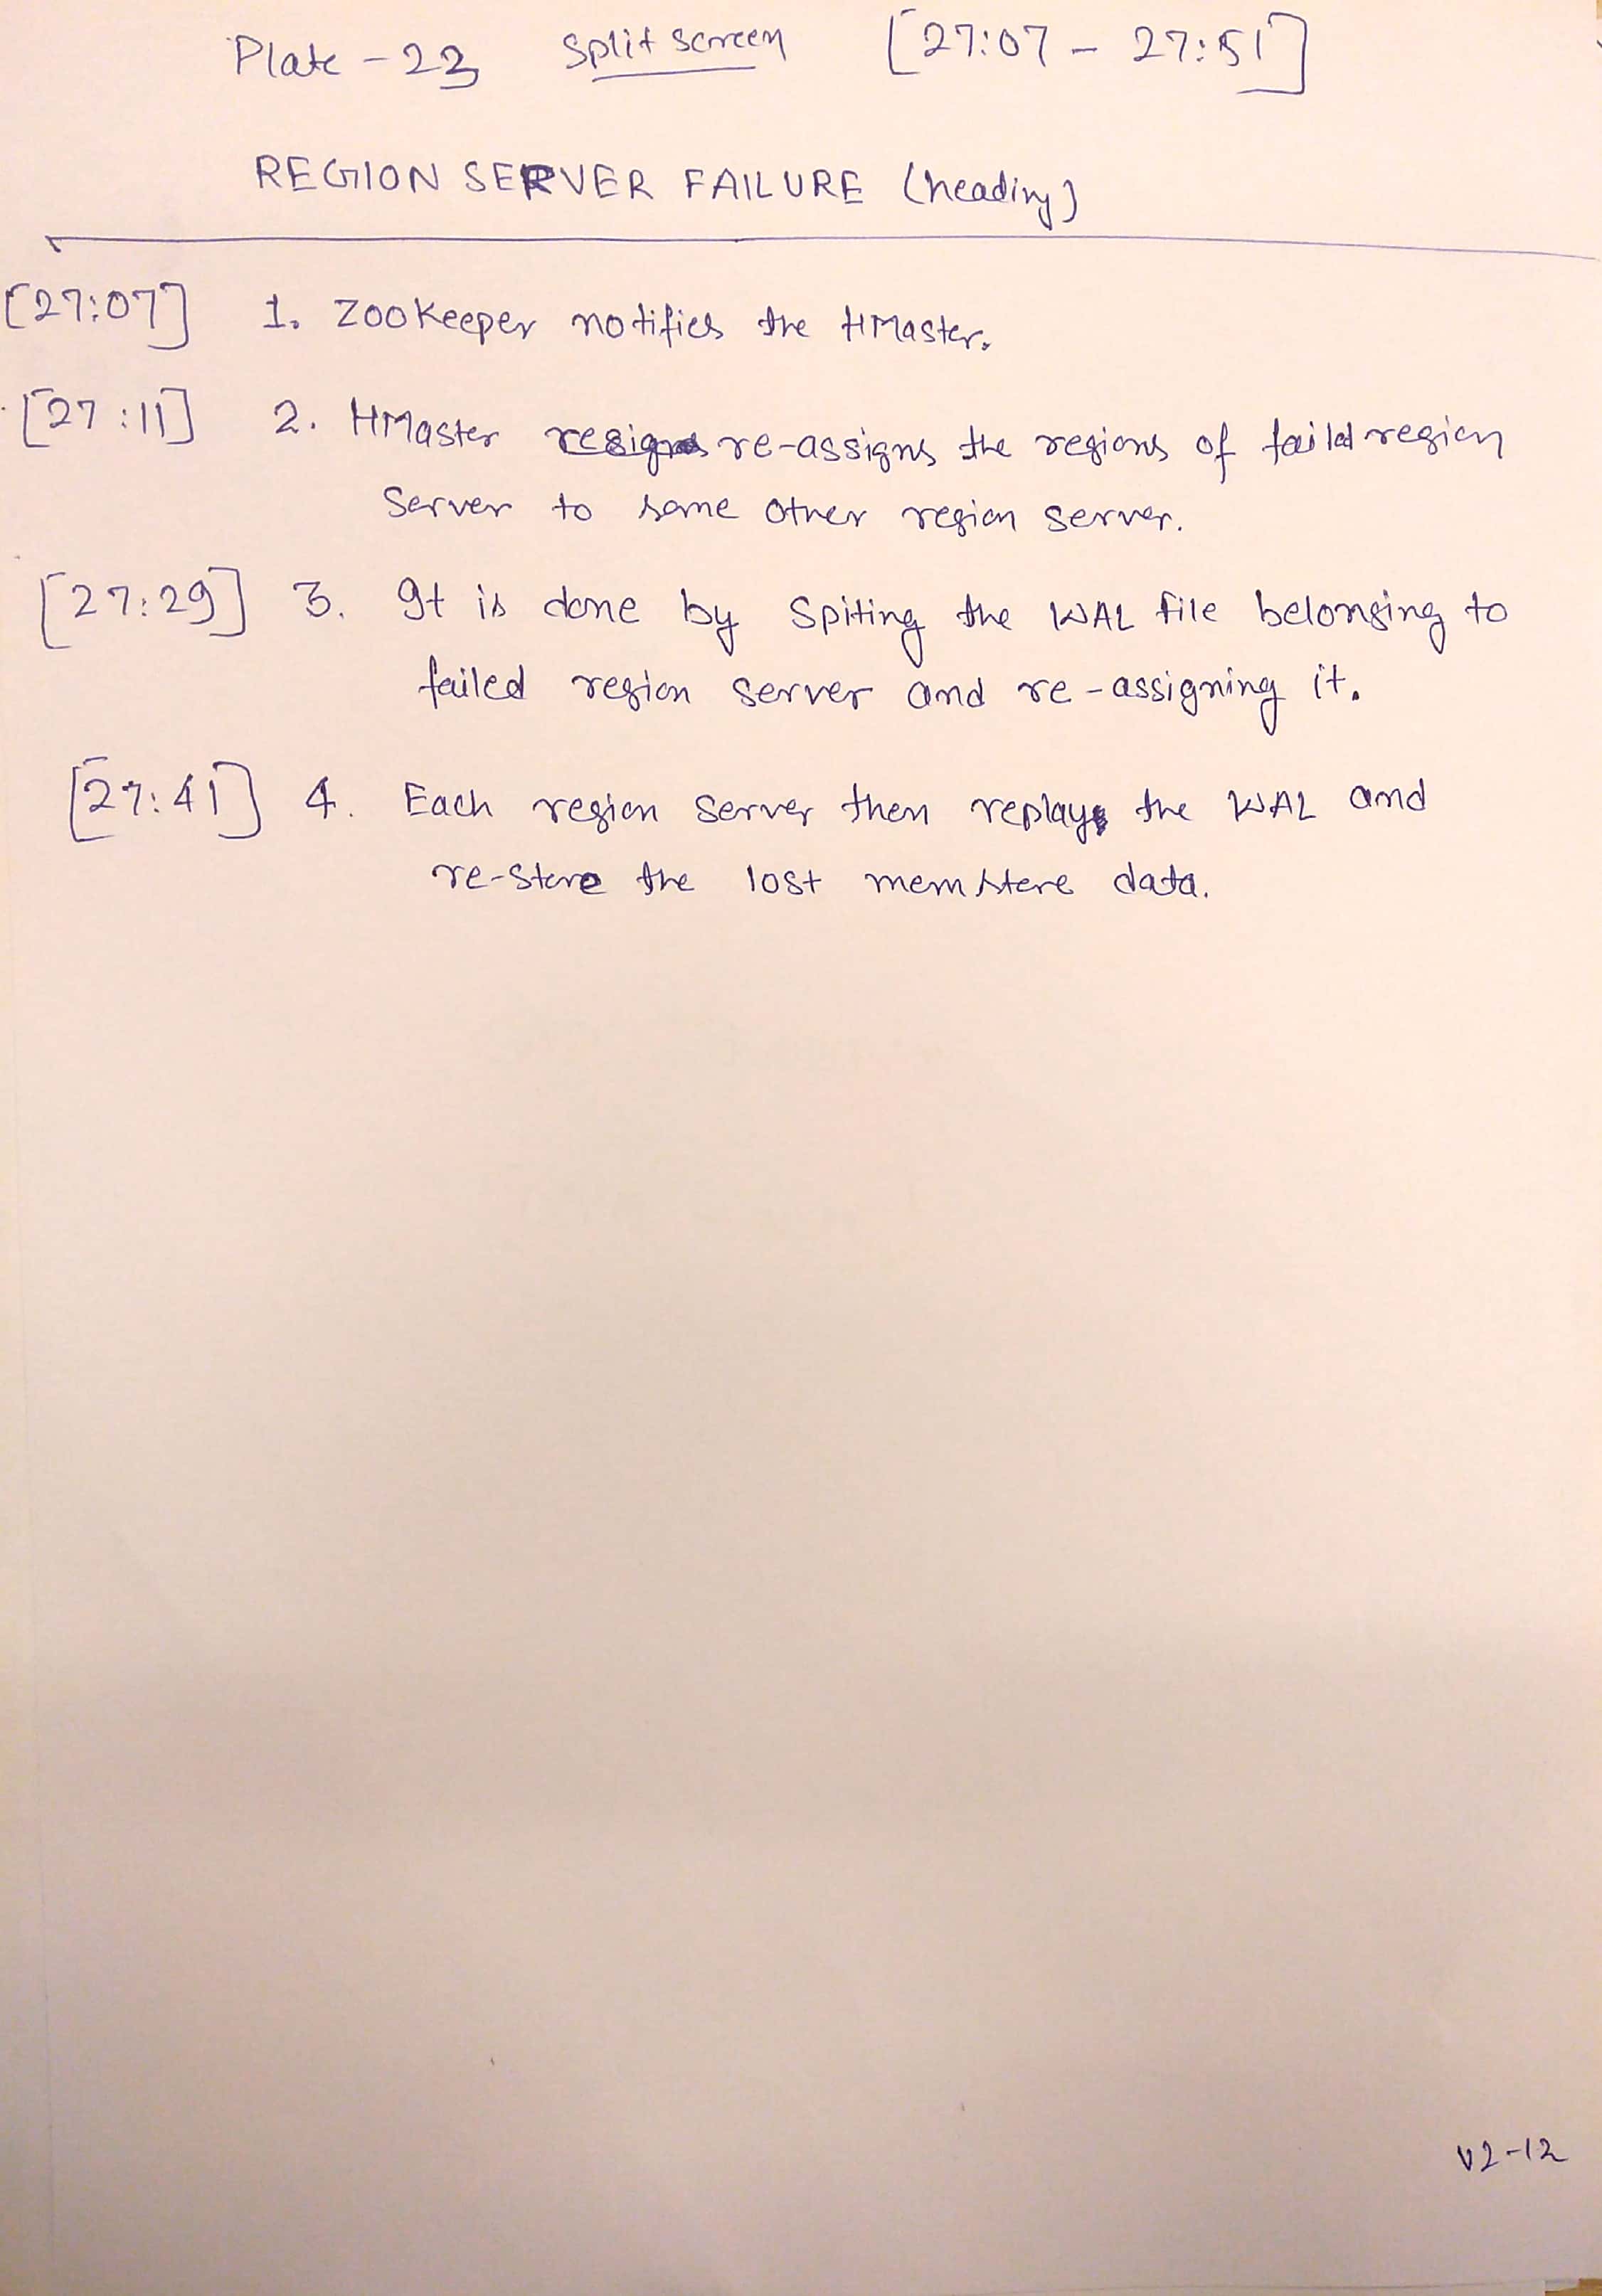 Plate - 23 Split screen [27:07 - 27:51]
REGION SERVER FAILURE (heading)
[27:07] 1. ZooKeeper notifies the HMaster.
[27:11] 2. HMaster re-assigns the regions of faild region
Server to some other region server.
[27:29] 3. It is done by Spiting the WAL file belonging to
failed region server and re-assigning it.
[27:41] 4. Each region server then replays the WAL and
re-store the lost memstore data.
V2-12